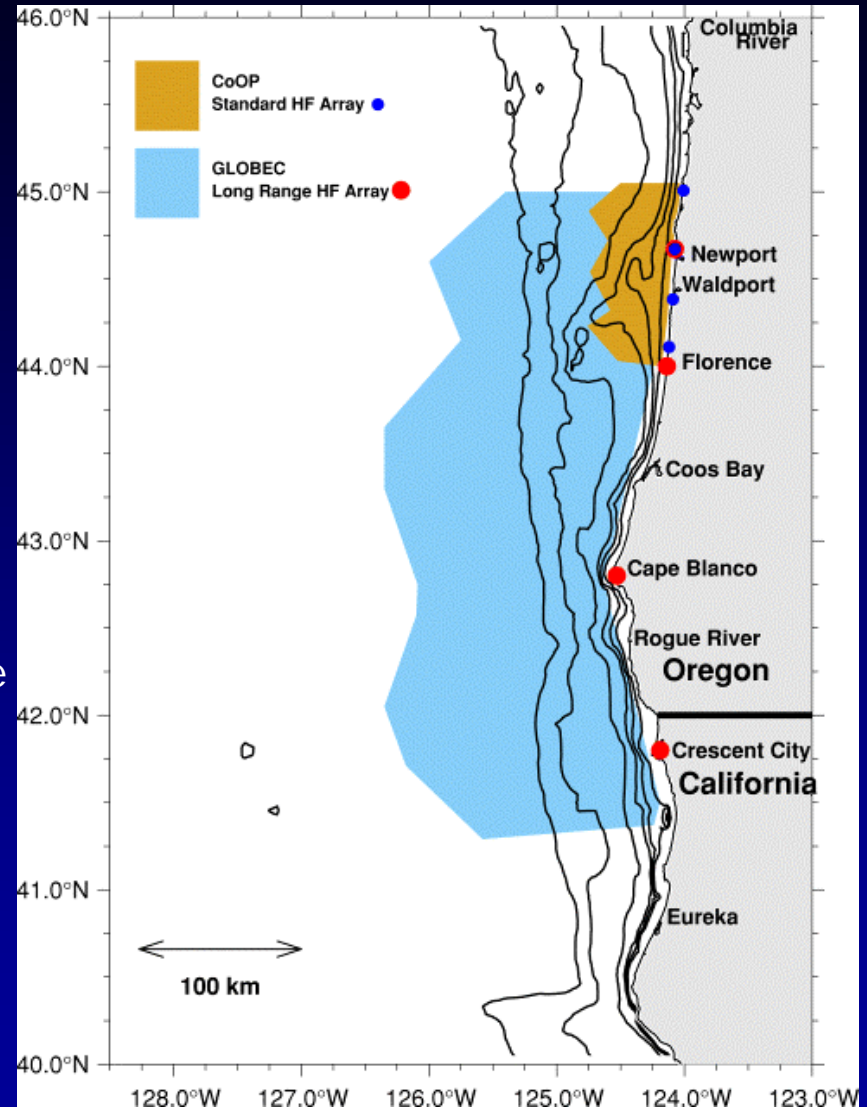 46.0°N
45.0°N
44.0°N
43.0°N
42.0°N
41.0°N
40.0°N
CoOP
Standard HF Array
GLOBEC
Long Range HF Array
Columbia
River
Newport
Waldport
Florence
Coos Bay
Cape Blanco
Rogue River
Oregon
Crescent City
California
Eureka
100 km
e
128.0°W 127.0°W 126.0°W 125.0°W 124.0°W 123.0°W